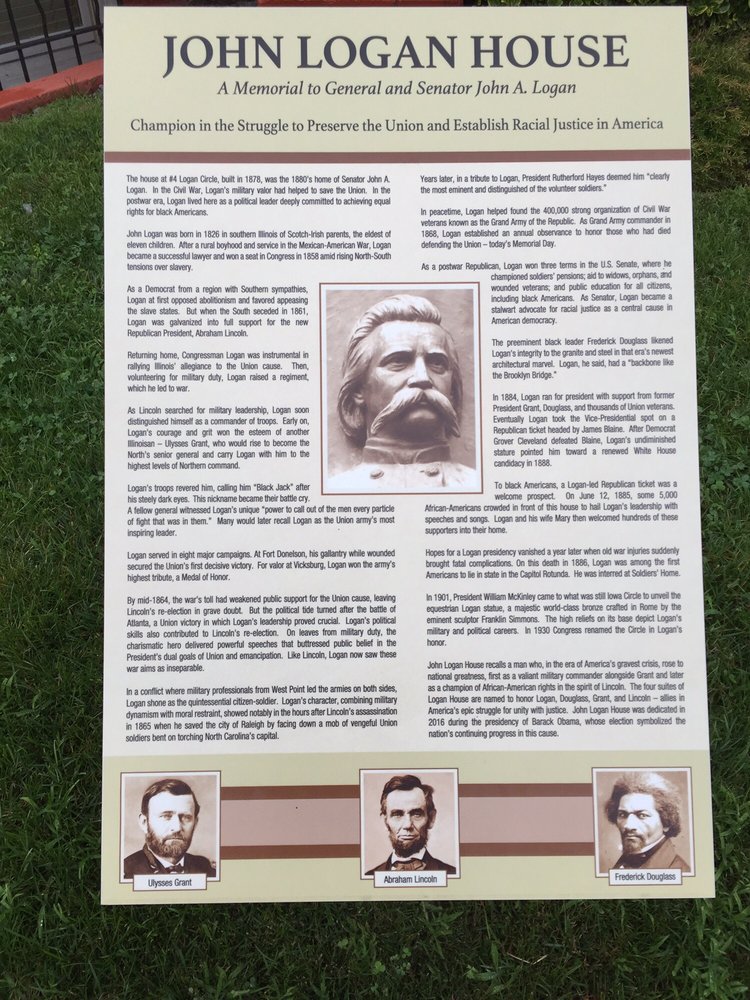 JOHN LOGAN HOUSE
A Memorial to General and Senator John A. Logan
Champion in the Struggle to Preserve the Union and Establish Racial Justice in America
The house at #4 Logan Circle, built in 1878, was the 1880's home of Senator John A.
Logan. In the Civil War, Logan's military valor had helped to save the Union. In the
postwar era, Logan lived here as a political leader deeply committed to achieving equal
rights for black Americans.
John Logan was born in 1826 in southern Illinois of Scotch-Irish parents, the eldest of
eleven children. After a rural boyhood and service in the Mexican-American War, Logan
became a successful lawyer and won a seat in Congress in 1858 amid rising North-South
tensions over slavery.
As a Democrat from a region with Southern sympathies,
Logan at first opposed abolitionism and favored appeasing
the slave states. But when the South seceded in 1861,
Logan was galvanized into full support for the new
Republican President, Abraham Lincoln.
Returning home, Congressman Logan was instrumental in
rallying Illinois' allegiance to the Union cause. Then,
volunteering for military duty, Logan raised a regiment,
which he led to war.
As Lincoln searched for military leadership, Logan soon
distinguished himself as a commander of troops. Early on,
Logan's courage and grit won the esteem of another
Illinoisan – Ulysses Grant, who would rise to become the
North's senior general and carry Logan with him to the
highest levels of Northern command.
Logan's troops revered him, calling him "Black Jack" after
his steely dark eyes. This nickname became their battle cry.
A fellow general witnessed Logan's unique "power to call out of the men every particle
of fight that was in them." Many would later recall Logan as the Union army's most
inspiring leader.
Logan served in eight major campaigns. At Fort Donelson, his gallantry while wounded
secured the Union's first decisive victory. For valor at Vicksburg, Logan won the army's
highest tribute, a Medal of Honor.
By mid-1864, the war's toll had weakened public support for the Union cause, leaving
Lincoln's re-election in grave doubt. But the political tide turned after the battle of
Atlanta, a Union victory in which Logan's leadership proved crucial. Logan's political
skills also contributed to Lincoln's re-election. On leaves from military duty, the
charismatic hero delivered powerful speeches that buttressed public belief in the
President's dual goals of Union and emancipation. Like Lincoln, Logan now saw these
war aims as inseparable.
In a conflict where military professionals from West Point led the armies on both sides,
Logan shone as the quintessential citizen-soldier. Logan's character, combining military
dynamism with moral restraint, showed notably in the hours after Lincoln's assassination
in 1865 when he saved the city of Raleigh by facing down a mob of vengeful Union
soldiers bent on torching North Carolina's capital.
Years later, in a tribute to Logan, President Rutherford Hayes deemed him "clearly
the most eminent and distinguished of the volunteer soldiers."
In peacetime, Logan helped found the 400,000 strong organization of Civil War
veterans known as the Grand Army of the Republic. As Grand Army commander in
1868, Logan established an annual observance to honor those who had died
defending the Union – today's Memorial Day.
As a postwar Republican, Logan won three terms in the U.S. Senate, where he
championed soldiers' pensions; aid to widows, orphans, and
wounded veterans; and public education for all citizens,
including black Americans. As Senator, Logan became a
stalwart advocate for racial justice as a central cause in
American democracy.
The preeminent black leader Frederick Douglass likened
Logan's integrity to the granite and steel in that era's newest
architectural marvel. Logan, he said, had a "backbone like
the Brooklyn Bridge."
In 1884, Logan ran for president with support from former
President Grant, Douglass, and thousands of Union veterans.
Eventually Logan took the Vice-Presidential spot on a
Republican ticket headed by James Blaine. After Democrat
Grover Cleveland defeated Blaine, Logan's undiminished
stature pointed him toward a renewed White House
candidacy in 1888.
To black Americans, a Logan-led Republican ticket was a
welcome prospect. On June 12, 1885, some 5,000
African-Americans crowded in front of this house to hail Logan's leadership with
speeches and songs. Logan and his wife Mary then welcomed hundreds of these
supporters into their home.
Hopes for a Logan presidency vanished a year later when old war injuries suddenly
brought fatal complications. On this death in 1886, Logan was among the first
Americans to lie in state in the Capitol Rotunda. He was interred at Soldiers' Home.
In 1901, President William McKinley came to what was still Iowa Circle to unveil the
equestrian Logan statue, a majestic world-class bronze crafted in Rome by the
eminent sculptor Franklin Simmons. The high reliefs on its base depict Logan's
military and political careers. In 1930 Congress renamed the Circle in Logan's
honor.
John Logan House recalls a man who, in the era of America's gravest crisis, rose to
national greatness, first as a valiant military commander alongside Grant and later
as a champion of African-American rights in the spirit of Lincoln. The four suites of
Logan House are named to honor Logan, Douglass, Grant, and Lincoln – allies in
America's epic struggle for unity with justice. John Logan House was dedicated in
2016 during the presidency of Barack Obama, whose election symbolized the
nation's continuing progress in this cause.
Ulysses Grant
Abraham Lincoln
Frederick Douglass